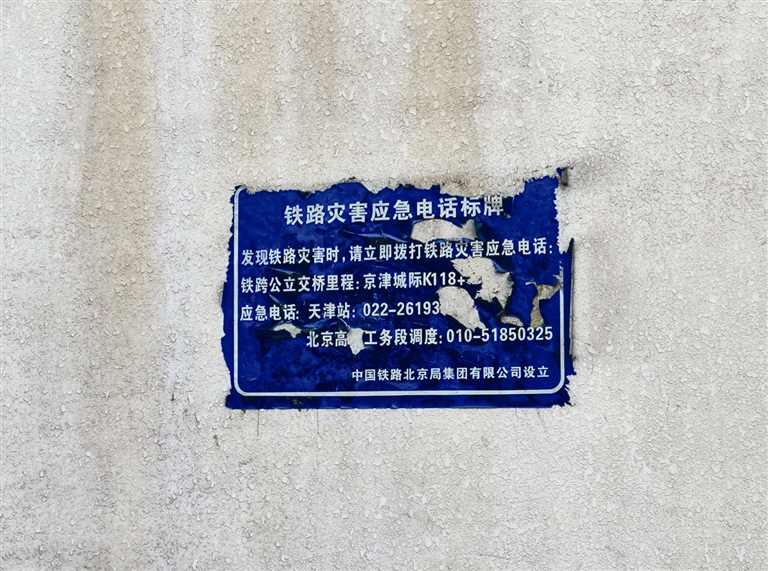 铁路灾害应急电话标牌
发现铁路灾害时,请立即拨打铁路灾害应急电话:
铁跨公立交桥里程:京津城际K118+
应急电话: 天津站: 022-26193
北京高 工务段调度:010-51850325
中国铁路北京局集团有限公司设立